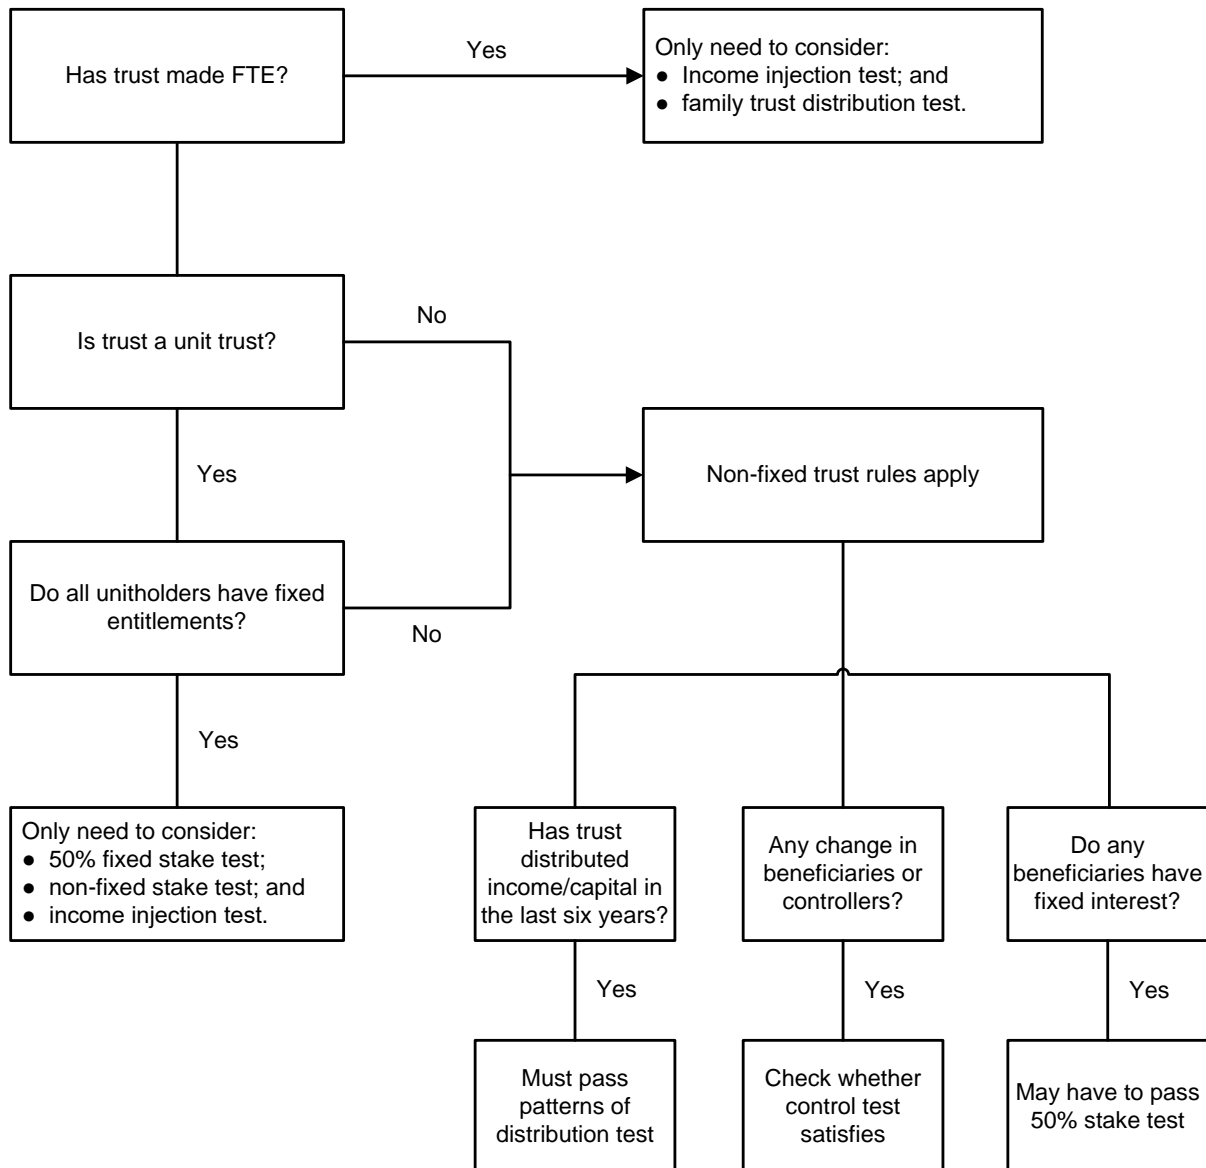 Has trust made FTE?
Yes
Only need to consider:
● Income injection test; and
● family trust distribution test.
Is trust a unit trust?
No
Yes
Non-fixed trust rules apply
Do all unitholders have fixed
entitlements?
No
Yes
Only need to consider:
● 50% fixed stake test;
● non-fixed stake test; and
● income injection test.
Has trust
distributed
income/capital in
the last six years?
Any change in
beneficiaries or
controllers?
Do any
beneficiaries have
fixed interest?
Yes
Yes
Yes
Must pass
patterns of
distribution test
Check whether
control test
satisfies
May have to pass
50% stake test